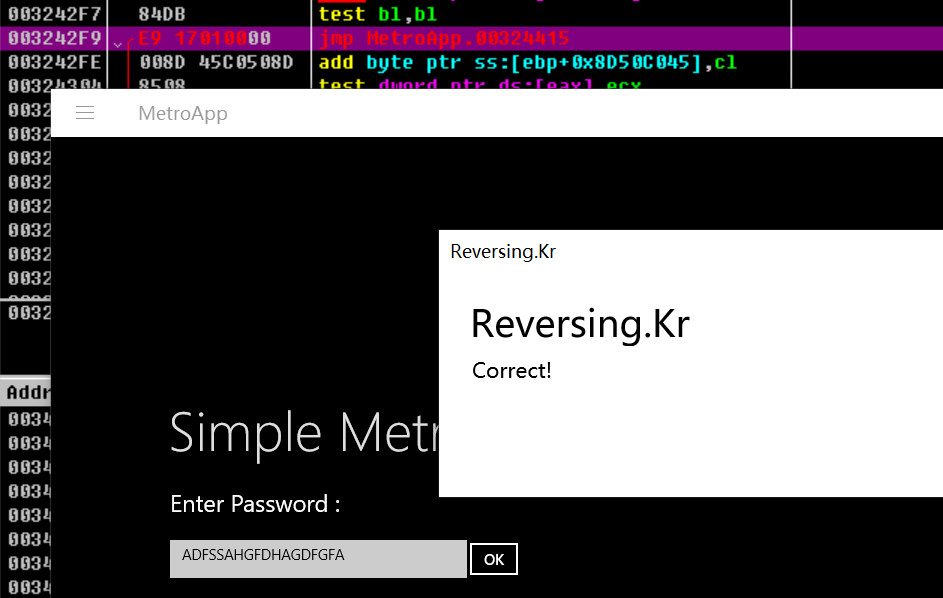 003242F7 84DB test bl,bl
003242F9 E9 17010000 jmp MetroApp.00324415
003242FE 008D 45C0508D add byte ptr ss:[ebp+0x8D50C045],cl
00324304 8508 test dword ptr ds:[eax],ecx
0032
MetroApp
0032
0032
0032
0032
0032
Reversing.Kr
0032
0032
0032
Reversing.Kr
Correct!
Addr
0034
Simple Metr
0034
0034
0034
Enter Password :
0034
0034
ADFSSAHGFDHAGDFGFA
OK
0034
0034